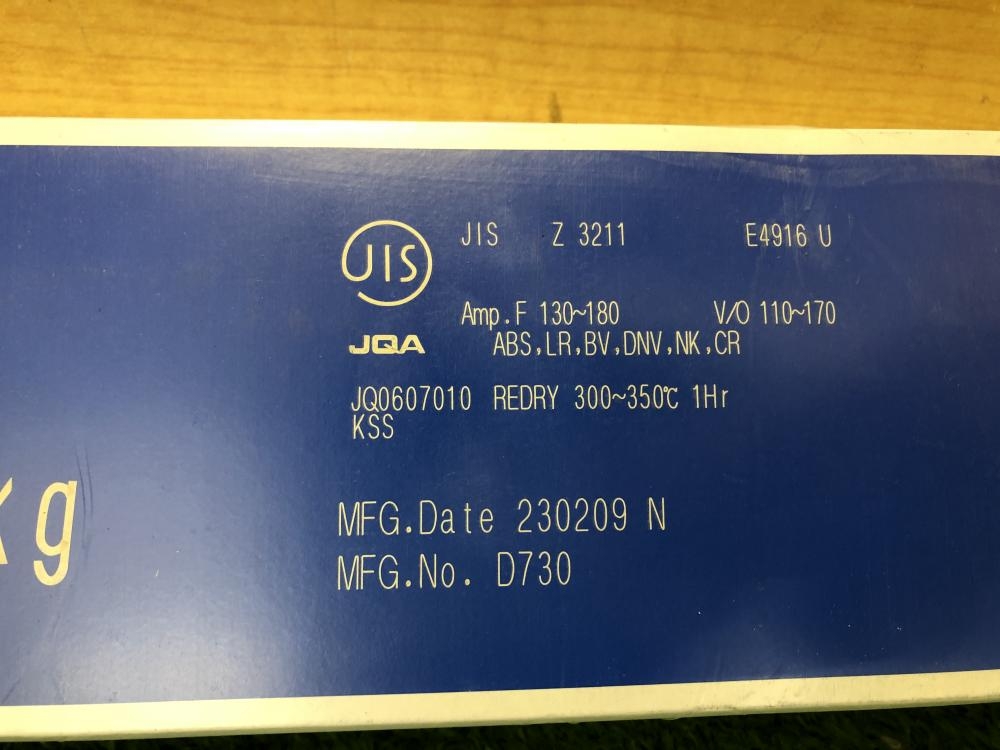 JIS JIS Z 3211 E4916 U
Amp.F 130~180 V/O 110~170
JQA ABS,LR,BV,DNV,NK,CR
JQ0607010 REDRY 300~350℃ 1Hr
KSS
kg
MFG.Date 230209 N
MFG.No. D730